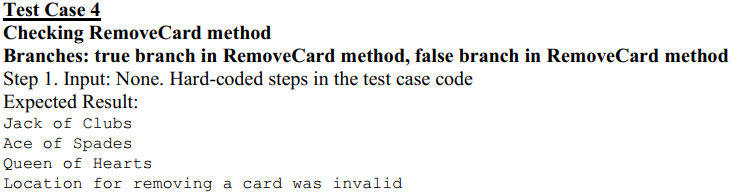 Test Case 4
Checking RemoveCard method
Branches: true branch in RemoveCard method, false branch in RemoveCard method
Step 1. Input: None. Hard-coded steps in the test case code
Expected Result:
Jack of Clubs
Ace of Spades
Queen of Hearts
Location for removing a card was invalid